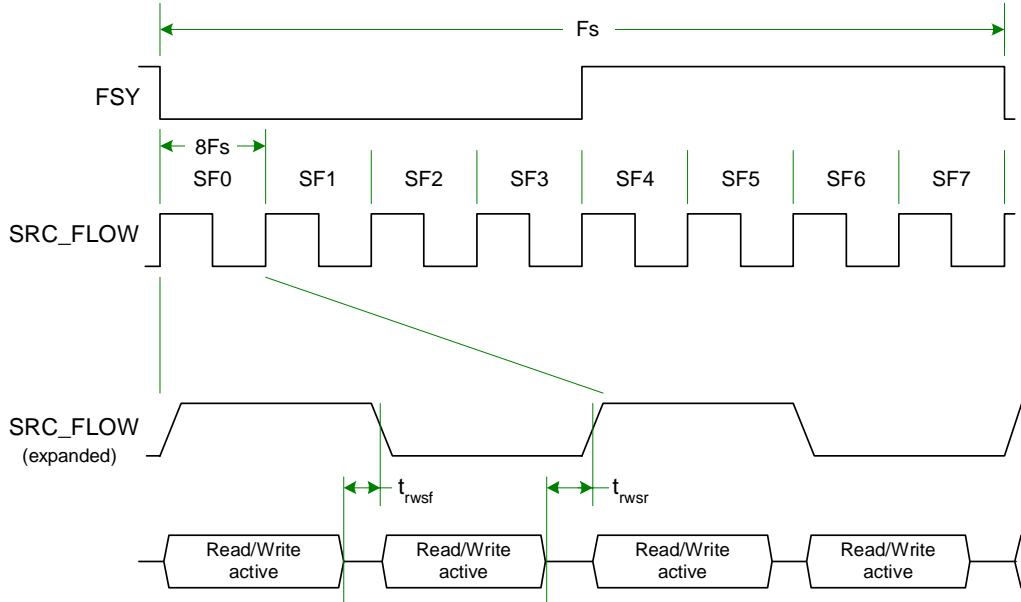 Fs
FSY
8Fs
SF0 SF1 SF2 SF3 SF4 SF5 SF6 SF7
SRC_FLOW
SRC_FLOW
(expanded)
trwsf trwsr
Read/Write Read/Write Read/Write Read/Write
active active active active